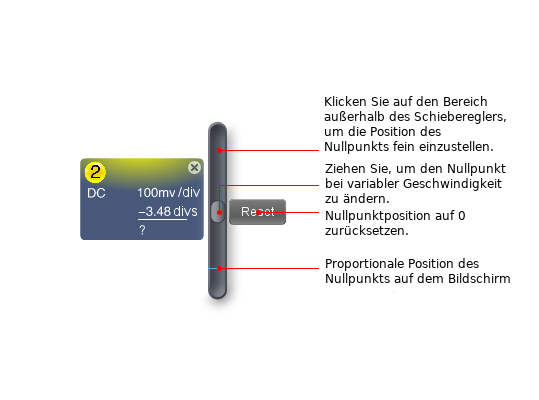 2
DC 100mv/div
−3.48 divs
?
Reset
Klicken Sie auf den Bereich
außerhalb des Schiebereglers,
um die Position des
Nullpunkts fein einzustellen.
Ziehen Sie, um den Nullpunkt
bei variabler Geschwindigkeit
zu ändern.
Nullpunktposition auf 0
zurücksetzen.
Proportionale Position des
Nullpunkts auf dem Bildschirm